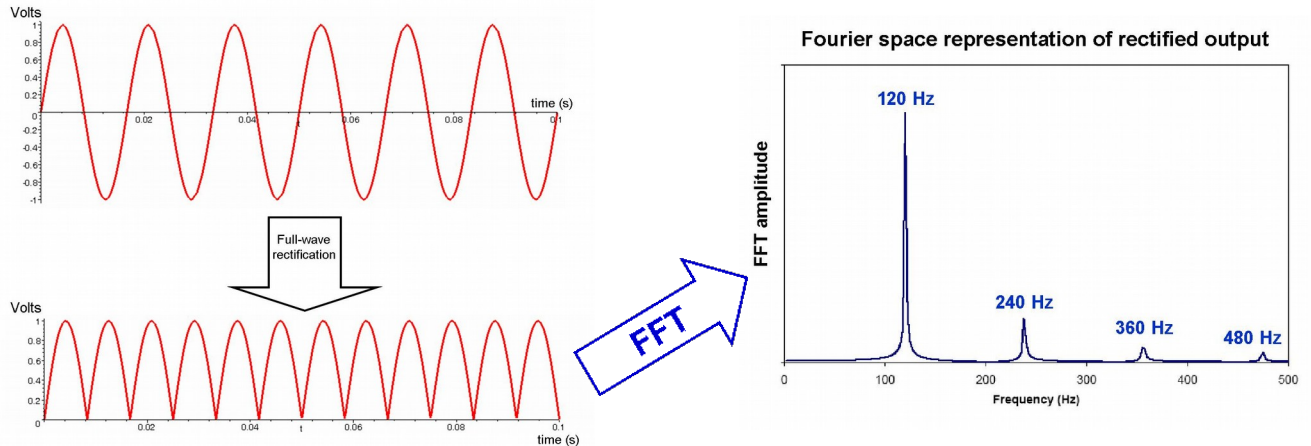 Volts
1
0.8
0.6
0.4
0.2
0
-0.2
-0.4
-0.6
-0.8
-1
0.02
0.04
t
0.06
0.08
0.1
time (s)
Full-wave
rectification
Volts
1
0.8
0.6
0.4
0.2
0
0.02
0.04
t
0.06
0.08
0.1
time (s)
FFT
Fourier space representation of rectified output
FFT amplitude
120 Hz
240 Hz
360 Hz
480 Hz
0
100
200
300
400
500
Frequency (Hz)